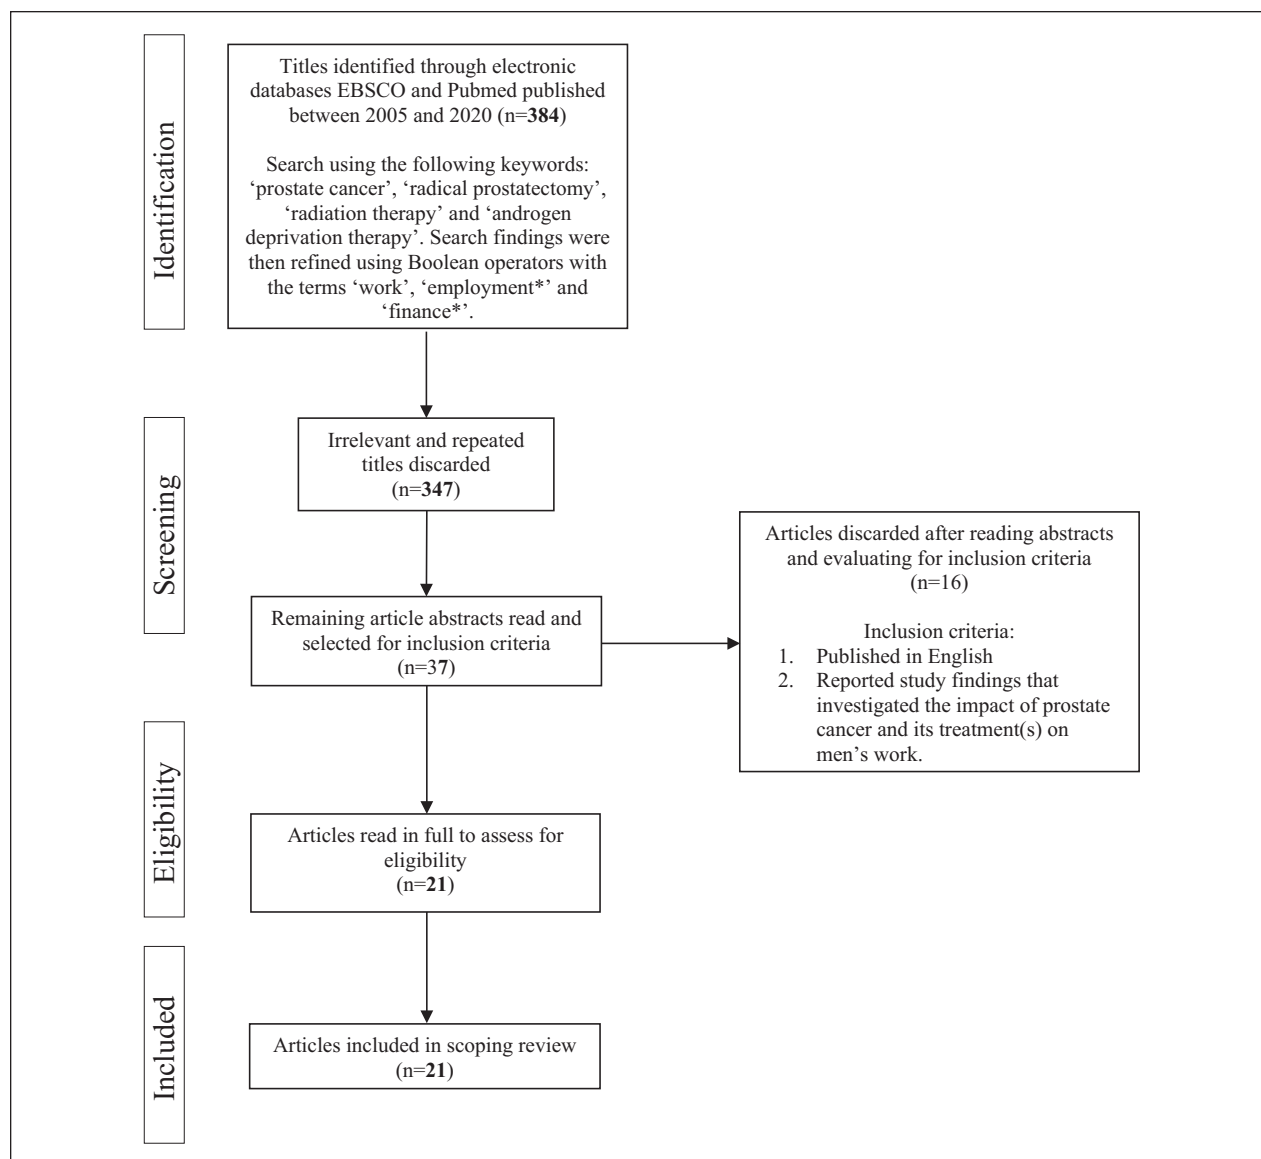 Identification
Titles identified through electronic
databases EBSCO and Pubmed published
between 2005 and 2020 (n=384)
Search using the following keywords:
‘prostate cancer’, ‘radical prostatectomy’,
‘radiation therapy’ and ‘androgen
deprivation therapy’. Search findings were
then refined using Boolean operators with
the terms ‘work’, ‘employment*’ and
‘finance*’.
Screening
Irrelevant and repeated
titles discarded
(n=347)
Remaining article abstracts read and
selected for inclusion criteria
(n=37)
Articles discarded after reading abstracts
and evaluating for inclusion criteria
(n=16)
Inclusion criteria:
1. Published in English
2. Reported study findings that
investigated the impact of prostate
cancer and its treatment(s) on
men’s work.
Eligibility
Articles read in full to assess for
eligibility
(n=21)
Included
Articles included in scoping review
(n=21)